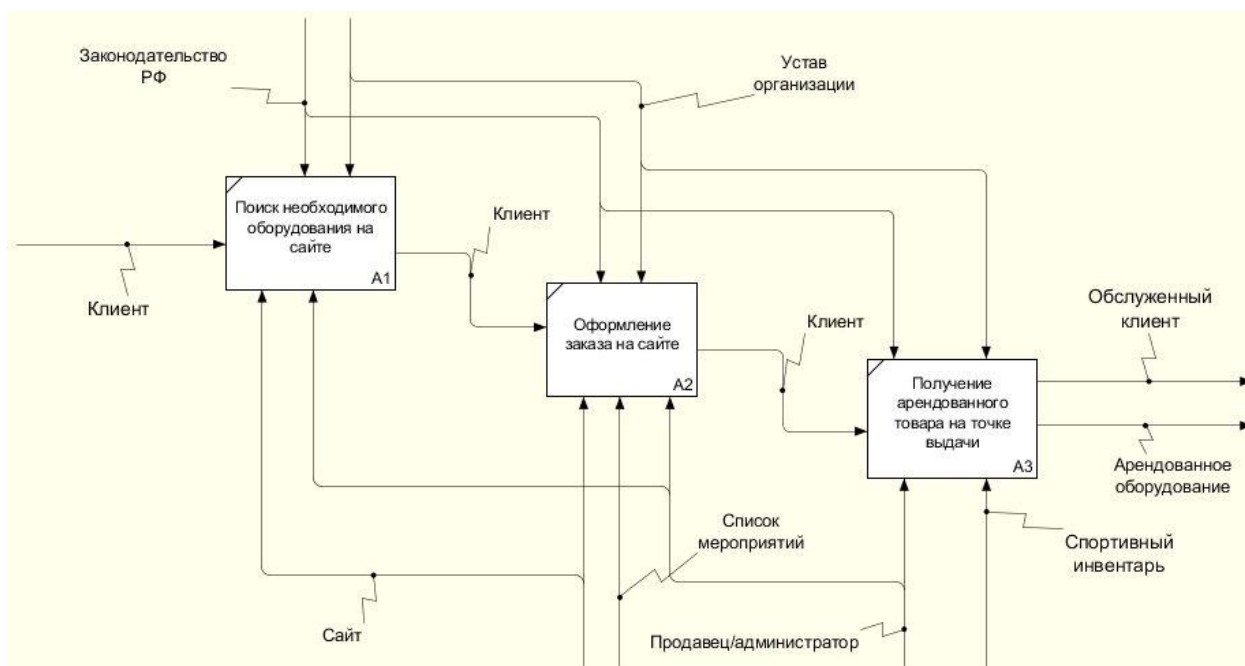 Законодательство
РФ
Устав
организации
Поиск необходимого
оборудования на
сайте
A1
Клиент
Клиент
Оформление
заказа на сайте
A2
Клиент
Обслуженный
клиент
Получение
арендованного
товара на точке
выдачи
A3
Арендованное
оборудование
Список
мероприятий
Спортивный
инвентарь
Сайт
Продавец/администратор